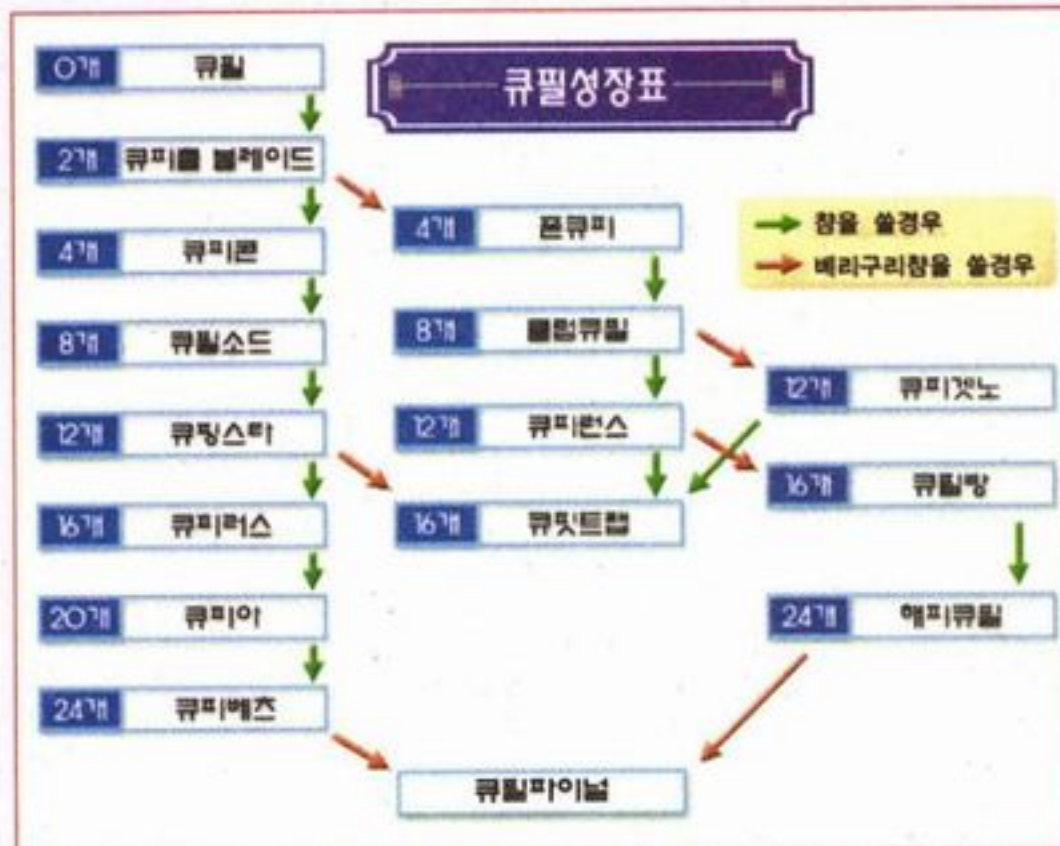 큐필성장표
0개 큐필
2개 큐피를 블레이드
4개 큐피콘
8개 큐필소드
12개 큐핑스타
16개 큐피러스
20개 큐피아
24개 큐피베츠
4개 폰큐피
8개 클럽큐필
12개 큐피런스
16개 큐핏트랩
참을 쓸경우
베리구리참을 쓸경우
12개 큐피겟노
16개 큐필땅
24개 해피큐필
큐필파이널